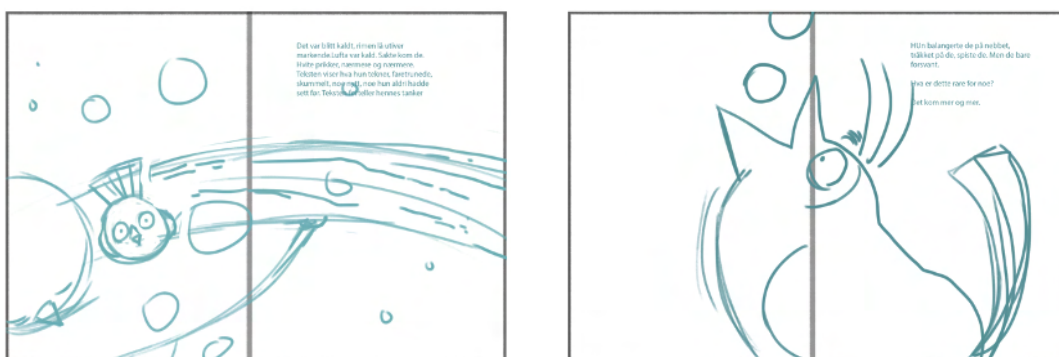 Det var blitt kaldt, rimen lå utiver
markende.Lufta var kald. Sakte kom de.
Hvite prikker, nærmere og nærmere.
Teksten viser hva hun tenker, faretrunede,
skummelt, noe nytt, noe hun aldri hadde
sett før. Teksten forteller hennes tanker
HUn balangerte de på nebbet,
tråkket på de, spiste de. Men de bare
forsvant.
Hva er dette rare for noe?
Det kom mer og mer.